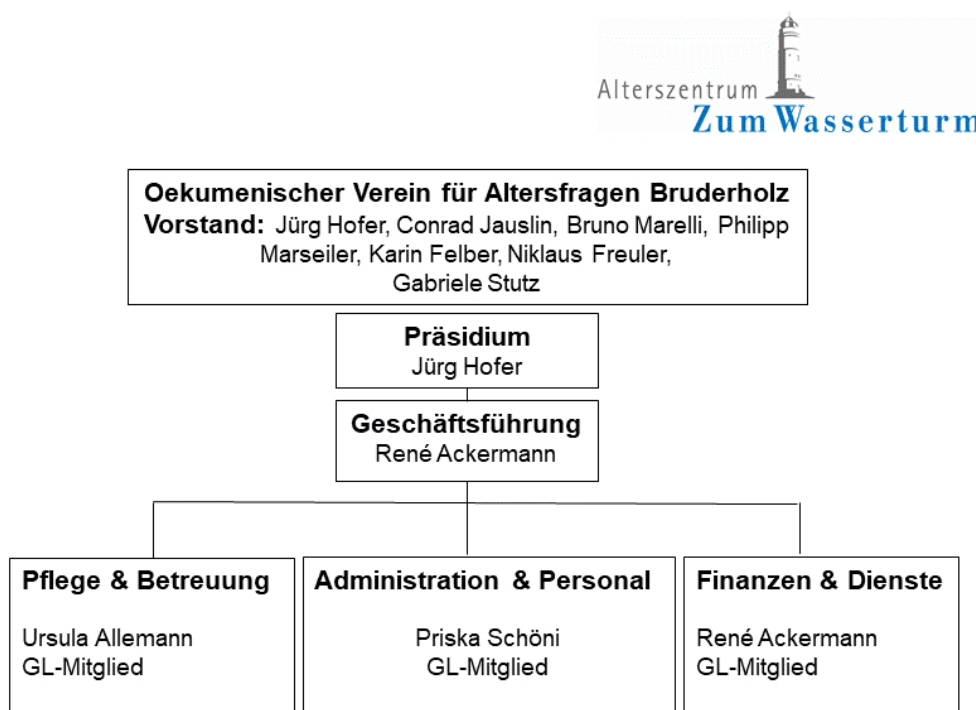 Alterszentrum
Zum Wasserturm
Oekumenischer Verein für Altersfragen Bruderholz
Vorstand: Jürg Hofer, Conrad Jauslin, Bruno Marelli, Philipp
Marseiler, Karin Felber, Niklaus Freuler,
Gabriele Stutz
Präsidium
Jürg Hofer
Geschäftsführung
René Ackermann
Pflege & Betreuung
Ursula Allemann
GL-Mitglied
Administration & Personal
Priska Schöni
GL-Mitglied
Finanzen & Dienste
René Ackermann
GL-Mitglied